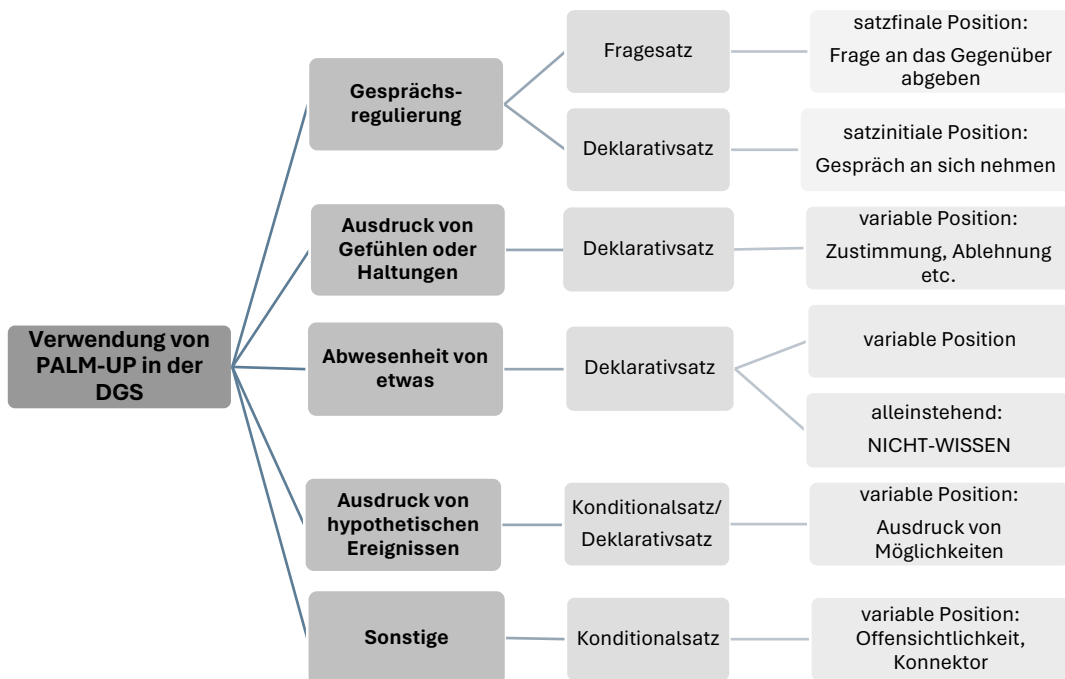 Verwendung von
PALM-UP in der
DGS
Gesprächs-
regulierung
Fragesatz
satzfinale Position:
Frage an das Gegenüber
abgeben
Deklarativsatz
satzinitiale Position:
Gespräch an sich nehmen
Ausdruck von
Gefühlen oder
Haltungen
Deklarativsatz
variable Position:
Zustimmung, Ablehnung
etc.
Abwesenheit von
etwas
Deklarativsatz
variable Position
alleinstehend:
NICHT-WISSEN
Ausdruck von
hypothetischen
Ereignissen
Konditionalsatz/
Deklarativsatz
variable Position:
Ausdruck von
Möglichkeiten
Sonstige
Konditionalsatz
variable Position:
Offensichtlichkeit,
Konnektor